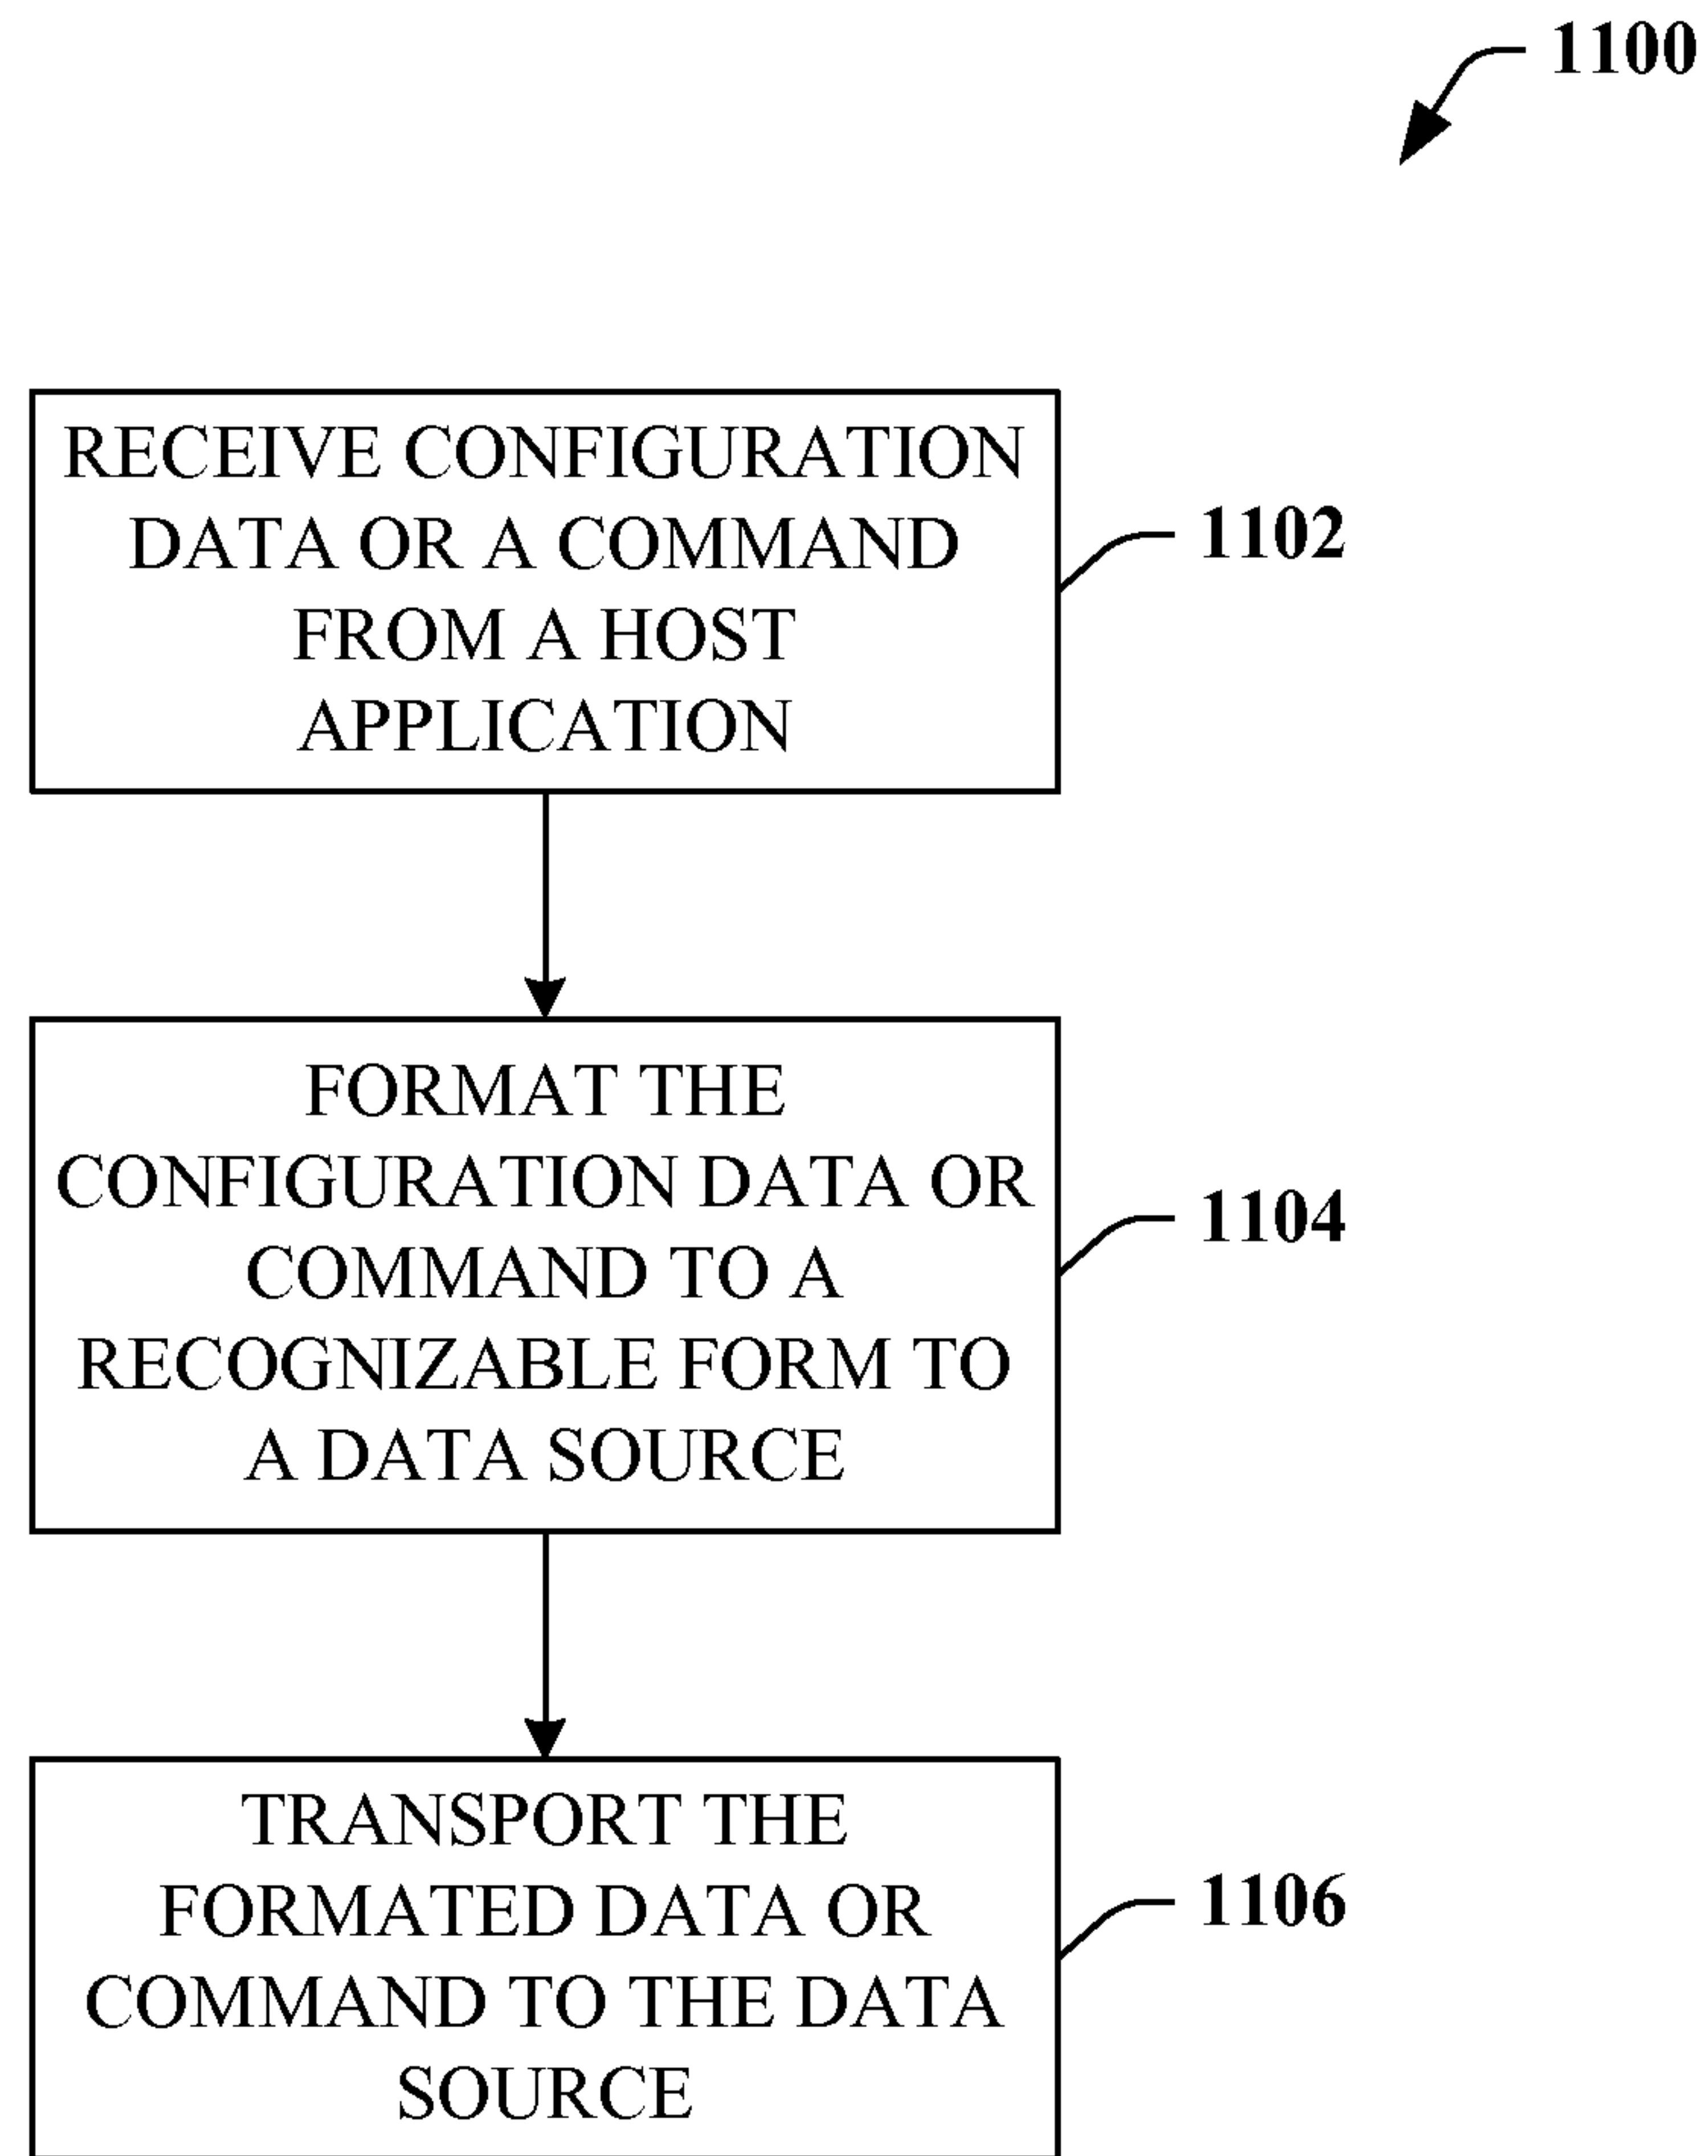 1100
RECEIVE CONFIGURATION
DATA OR A COMMAND
FROM A HOST
APPLICATION
1102
FORMAT THE
CONFIGURATION DATA OR
COMMAND TO A
RECOGNIZABLE FORM TO
A DATA SOURCE
1104
TRANSPORT THE
FORMATED DATA OR
COMMAND TO THE DATA
SOURCE
1106